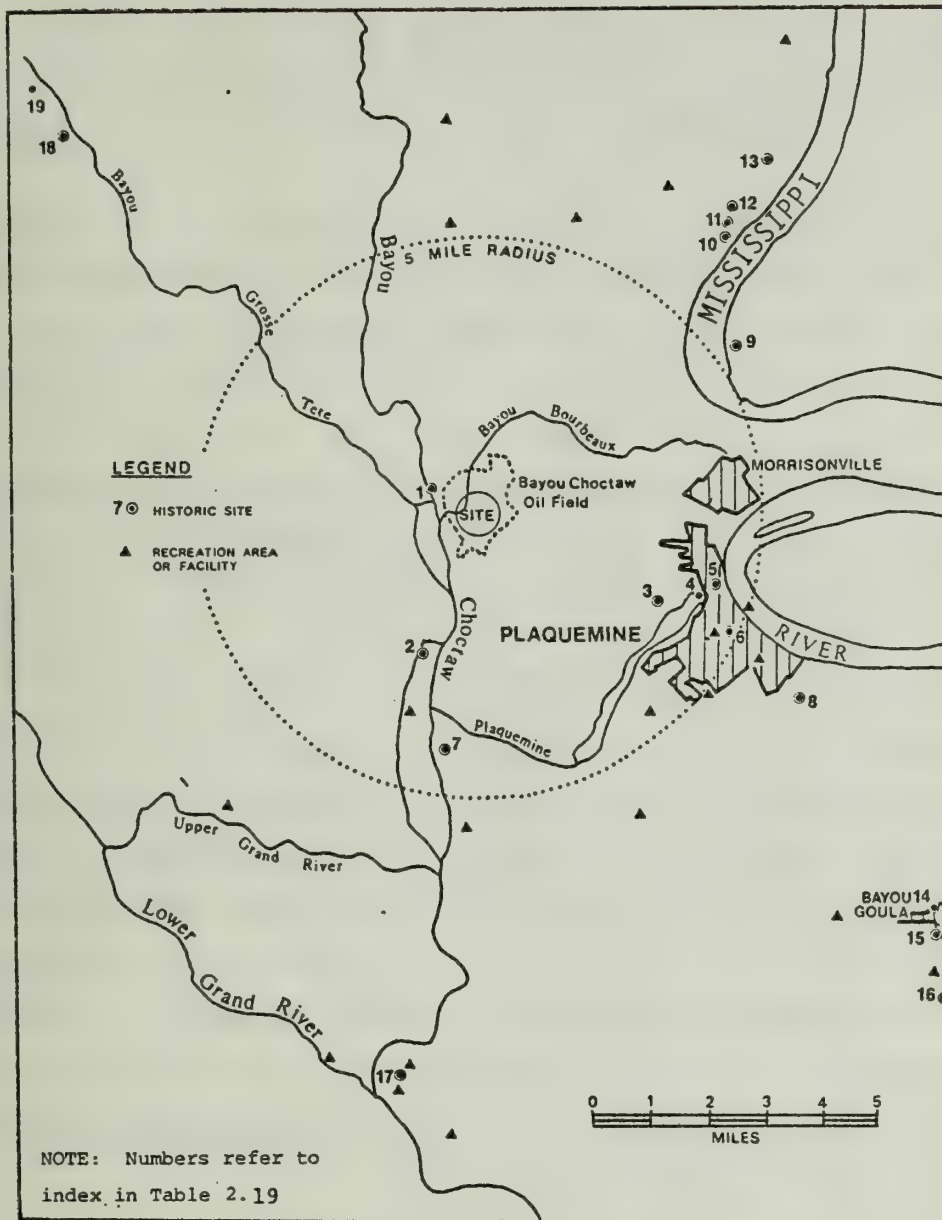 19
18
Bayou
13
12
11
10
MISSISSIPPI
Bayou
5 MILE RADIUS
Grosse
9
Tete
Bayou Bourbeaux
MORRISONVILLE
LEGEND
7 HISTORIC SITE
RECREATION AREA
OR FACILITY
1
SITE
Bayou Choctaw
Oil Field
5
4
3
6
Choctaw
PLAQUEMINE
RIVER
2
8
Plaquemine
7
Upper Grand River
Lower
Grand River
BAYOU 14
GOULA
15
16
17
0 1 2 3 4 5
MILES
NOTE: Numbers refer to
index in Table 2.19